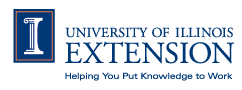 I
UNIVERSITY OF ILLINOIS
EXTENSION
Helping You Put Knowledge to Work